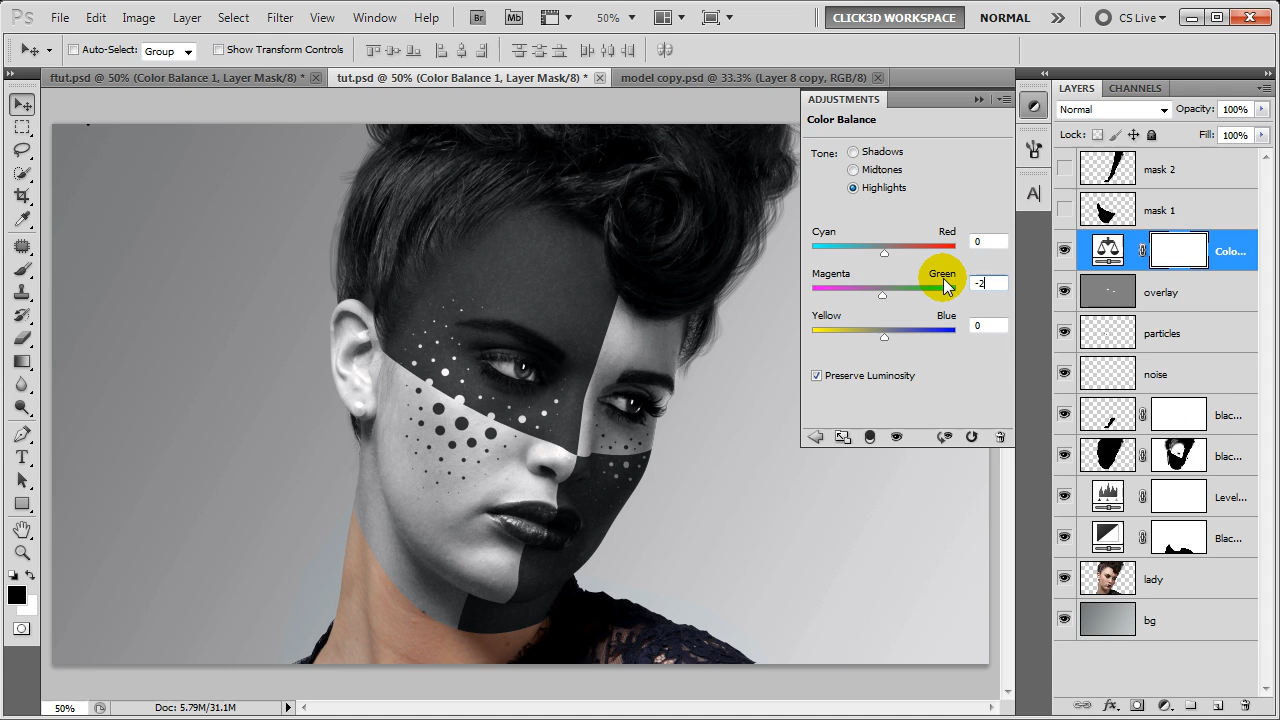 Ps File Edit Image Layer Select Filter View Window Help Br Mb 50% CLICK3D WORKSPACE NORMAL CS Live
Auto-Select: Group Show Transform Controls
ftut.psd @ 50% (Color Balance 1, Layer Mask/8) * tut.psd @ 50% (Color Balance 1, Layer Mask/8) * model copy.psd @ 33.3% (Layer 8 copy, RGB/8)
ADJUSTMENTS
Color Balance
Tone: Shadows
Midtones
Highlights
Cyan Red 0
Magenta Green -2
Yellow Blue 0
Preserve Luminosity
LAYERS CHANNELS
Normal Opacity: 100%
Lock: Fill: 100%
mask 2
mask 1
Colo...
overlay
particles
noise
blac...
blac...
Level...
Blac...
lady
bg
50% Doc: 5.79M/31.1M